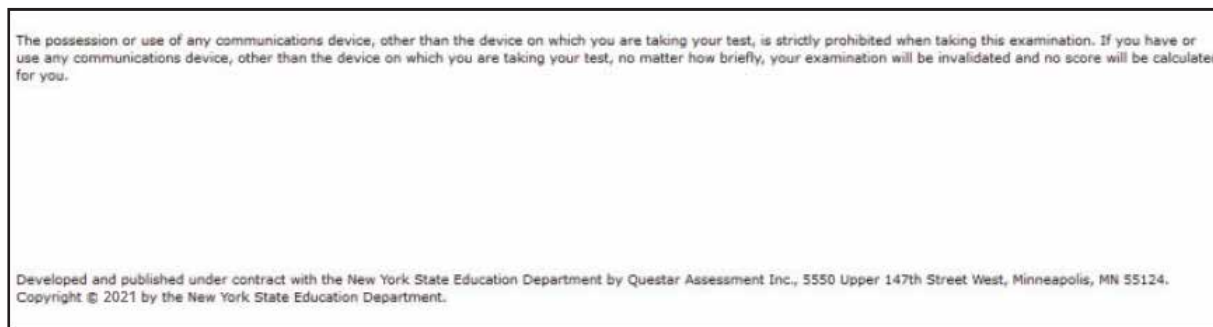 The possession or use of any communications device, other than the device on which you are taking your test, is strictly prohibited when taking this examination. If you have or
use any communications device, other than the device on which you are taking your test, no matter how briefly, your examination will be invalidated and no score will be calculated
for you.
Developed and published under contract with the New York State Education Department by Questar Assessment Inc., 5550 Upper 147th Street West, Minneapolis, MN 55124.
Copyright © 2021 by the New York State Education Department.